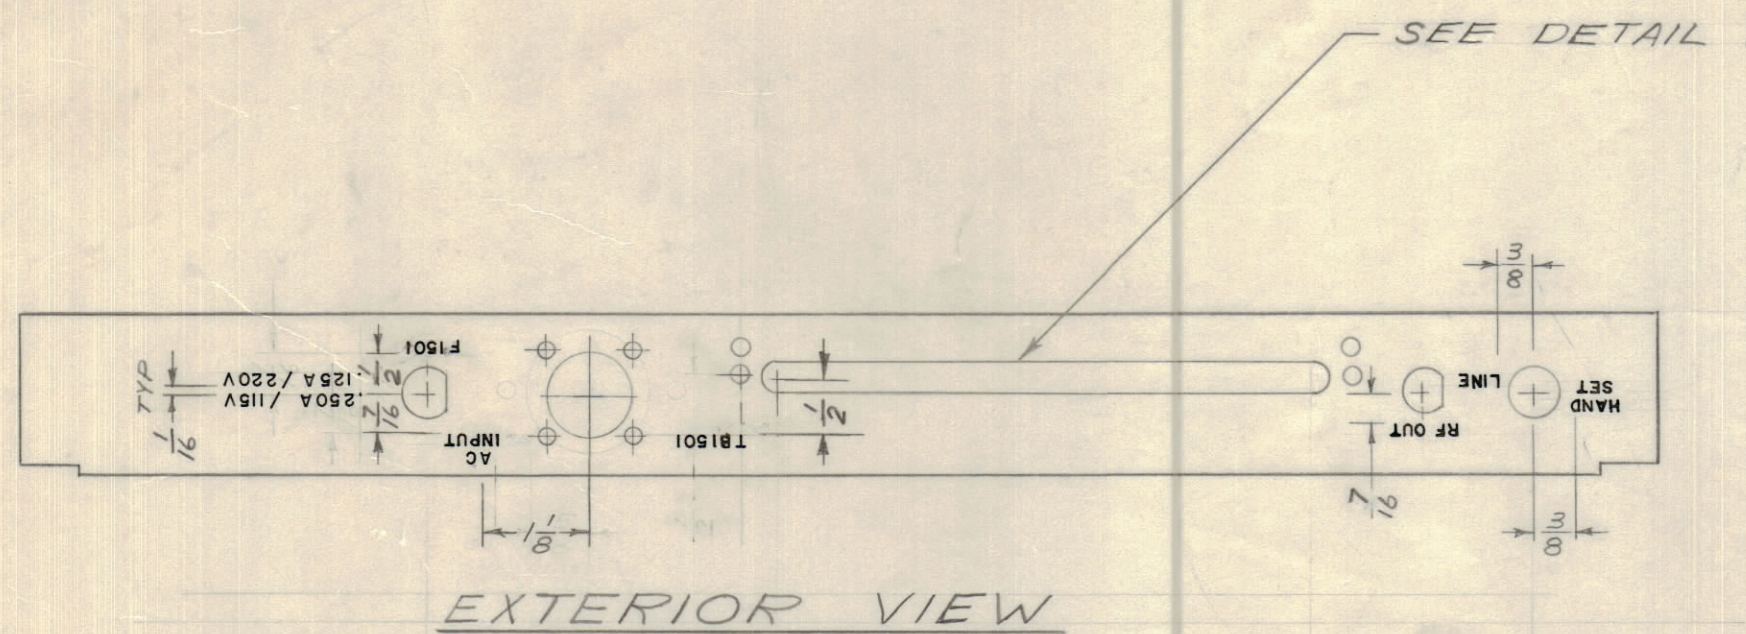 SEE DETAIL
3/8
TYP
1/16
F1501
.125A / 220V
.250A / 115V
1/2
7/16
AC
INPUT
1 1/8
TB1501
1/2
LINE
RF OUT
7/16
HAND
SET
3/8
EXTERIOR VIEW